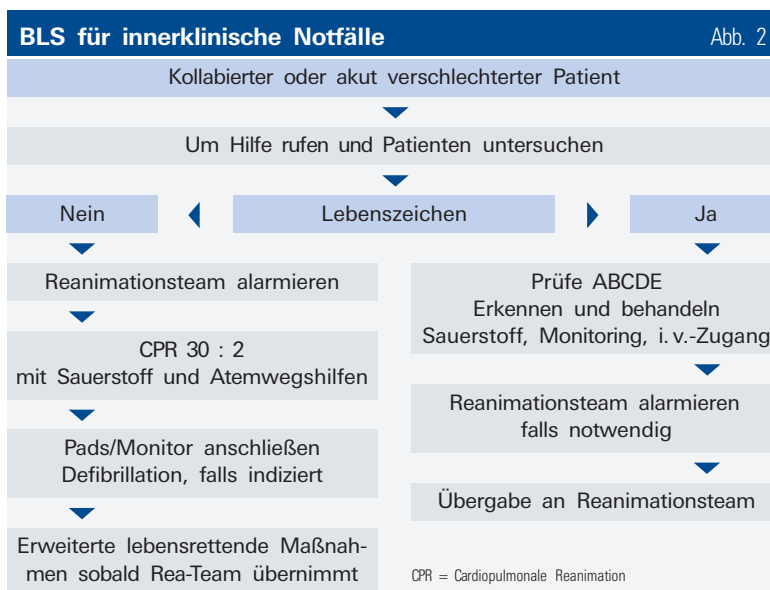 BLS für innerklinische Notfälle Abb. 2
Kollabierter oder akut verschlechterter Patient
Um Hilfe rufen und Patienten untersuchen
Nein Lebenszeichen Ja
Reanimationsteam alarmieren
CPR 30 : 2
mit Sauerstoff und Atemwegshilfen
Pads/Monitor anschließen
Defibrillation, falls indiziert
Erweiterte lebensrettende Maßnah-
men sobald Rea-Team übernimmt
Prüfe ABCDE
Erkennen und behandeln
Sauerstoff, Monitoring, i. v.-Zugang
Reanimationsteam alarmieren
falls notwendig
Übergabe an Reanimationsteam
CPR = Cardiopulmonale Reanimation